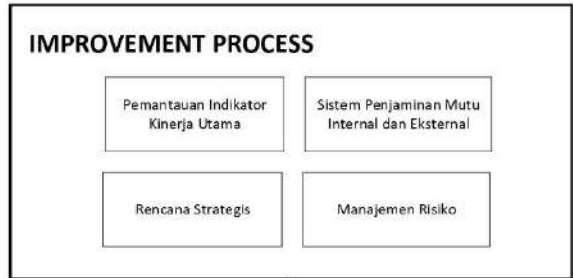 IMPROVEMENT PROCESS
Pemantauan Indikator
Kinerja Utama
Sistem Penjaminan Mutu
Internal dan Eksternal
Rencana Strategis
Manajemen Risiko